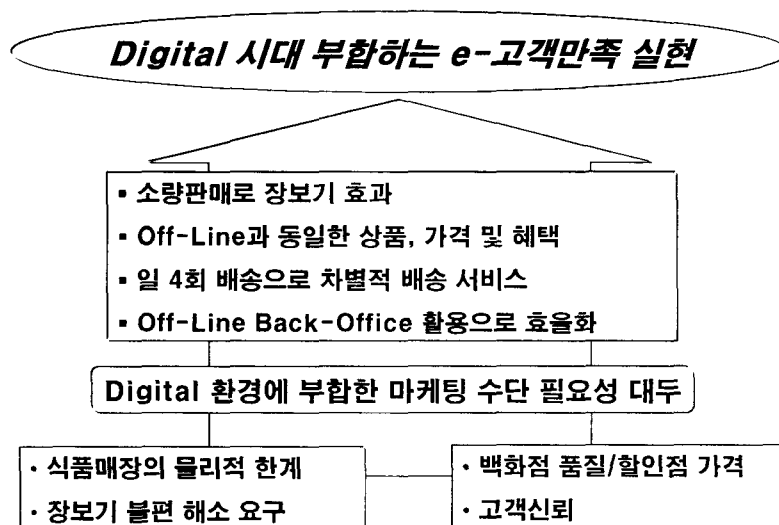 Digital 시대 부합하는 e-고객만족 실현
▪ 소량판매로 장보기 효과
▪ Off-Line과 동일한 상품, 가격 및 혜택
▪ 일 4회 배송으로 차별적 배송 서비스
▪ Off-Line Back-Office 활용으로 효율화
Digital 환경에 부합한 마케팅 수단 필요성 대두
· 식품매장의 물리적 한계
· 장보기 불편 해소 요구
· 백화점 품질/할인점 가격
· 고객신뢰